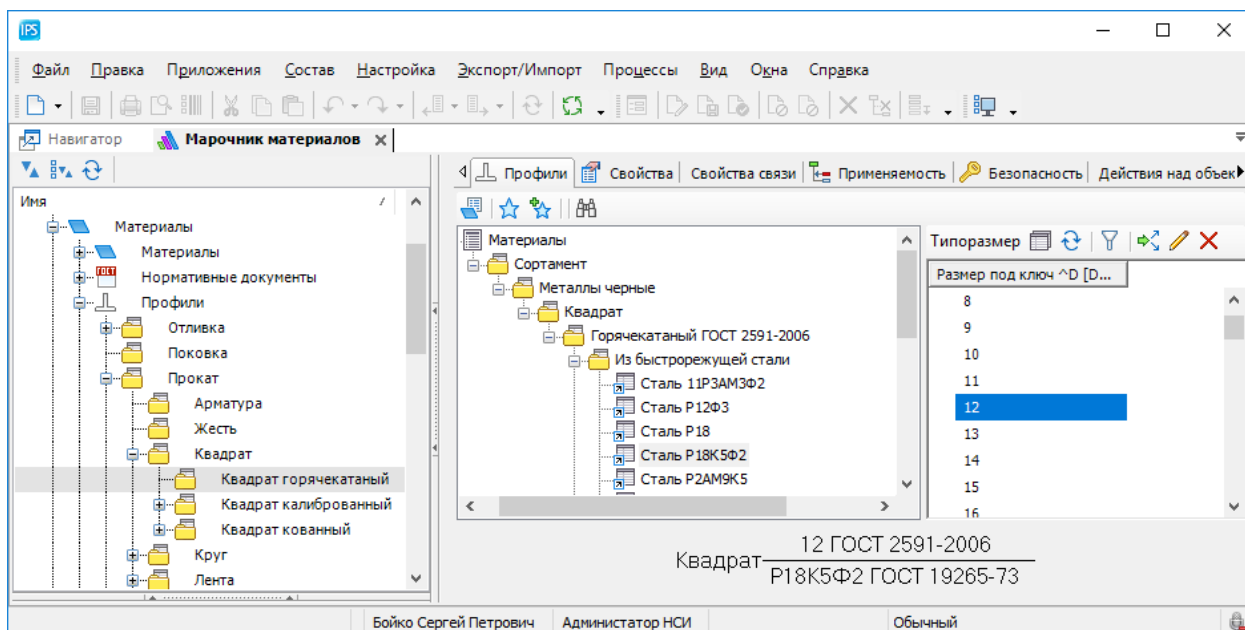 IPS
Файл Правка Приложения Состав Настройка Экспорт/Импорт Процессы Вид Окна Справка
Навигатор Марочник материалов
Имя
Материалы
Материалы
ГОСТ Нормативные документы
Профили
Отливка
Поковка
Прокат
Арматура
Жесть
Квадрат
Квадрат горячекатаный
Квадрат калиброванный
Квадрат кованный
Круг
Лента
Профили Свойства Свойства связи Применяемость Безопасность Действия над объек
Материалы
Сортамент
Металлы черные
Квадрат
Горячекатаный ГОСТ 2591-2006
Из быстрорежущей стали
Сталь 11Р3АМ3Ф2
Сталь Р12Ф3
Сталь Р18
Сталь Р18К5Ф2
Сталь Р2АМ9К5
Типоразмер
Размер под ключ ^D [D...
8
9
10
11
12
13
14
15
16
Квадрат 12 ГОСТ 2591-2006
Р18К5Ф2 ГОСТ 19265-73
Бойко Сергей Петрович Администатор НСИ Обычный